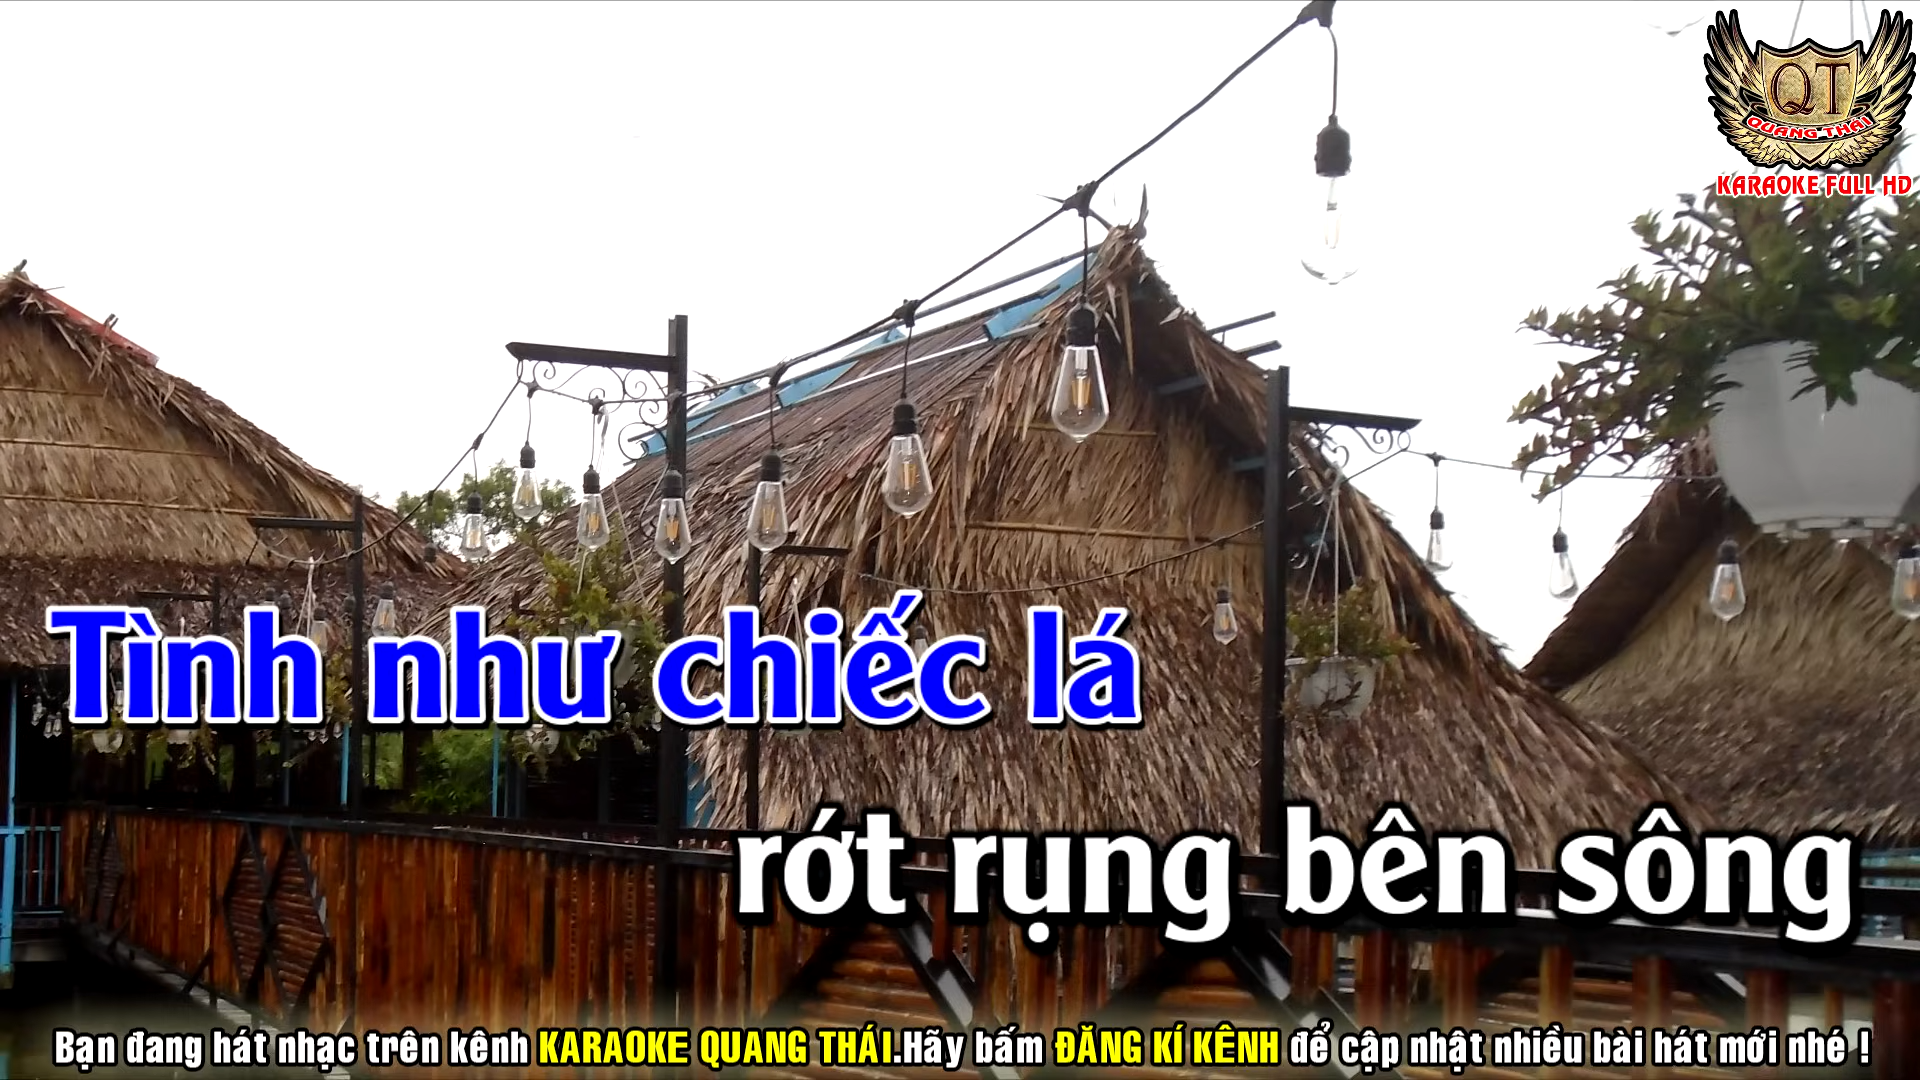 QT
QUANG THÁI
KARAOKE FULL HD
Tình như chiếc lá
rớt rụng bên sông
Bạn đang hát nhạc trên kênh KARAOKE QUANG THÁI.Hãy bấm ĐĂNG KÍ KÊNH để cập nhật nhiều bài hát mới nhé !